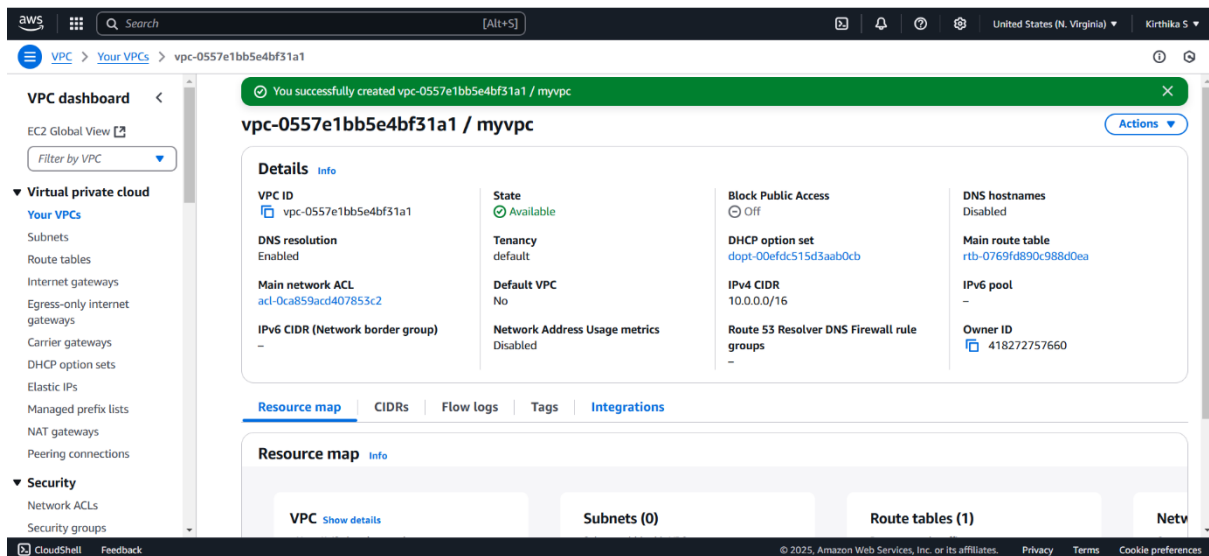 aws
Search [Alt+S]
United States (N. Virginia) ▼ Kirthika S ▼
VPC > Your VPCs > vpc-0557e1bb5e4bf31a1
VPC dashboard
EC2 Global View
Filter by VPC
Virtual private cloud
Your VPCs
Subnets
Route tables
Internet gateways
Egress-only internet
gateways
Carrier gateways
DHCP option sets
Elastic IPs
Managed prefix lists
NAT gateways
Peering connections
Security
Network ACLs
Security groups
You successfully created vpc-0557e1bb5e4bf31a1 / myvpc
vpc-0557e1bb5e4bf31a1 / myvpc
Actions
Details Info
VPC ID
vpc-0557e1bb5e4bf31a1
State
Available
Block Public Access
Off
DNS hostnames
Disabled
DNS resolution
Enabled
Tenancy
default
DHCP option set
dopt-00efdc515d3aab0cb
Main route table
rtb-0769fd890c988d0ea
Main network ACL
acl-0ca859acd407853c2
Default VPC
No
IPv4 CIDR
10.0.0.0/16
IPv6 pool
–
IPv6 CIDR (Network border group)
–
Network Address Usage metrics
Disabled
Route 53 Resolver DNS Firewall rule
groups
–
Owner ID
418272757660
Resource map CIDRs Flow logs Tags Integrations
Resource map Info
VPC Show details
Subnets (0)
Route tables (1)
CloudShell Feedback
© 2025, Amazon Web Services, Inc. or its affiliates. Privacy Terms Cookie preferences